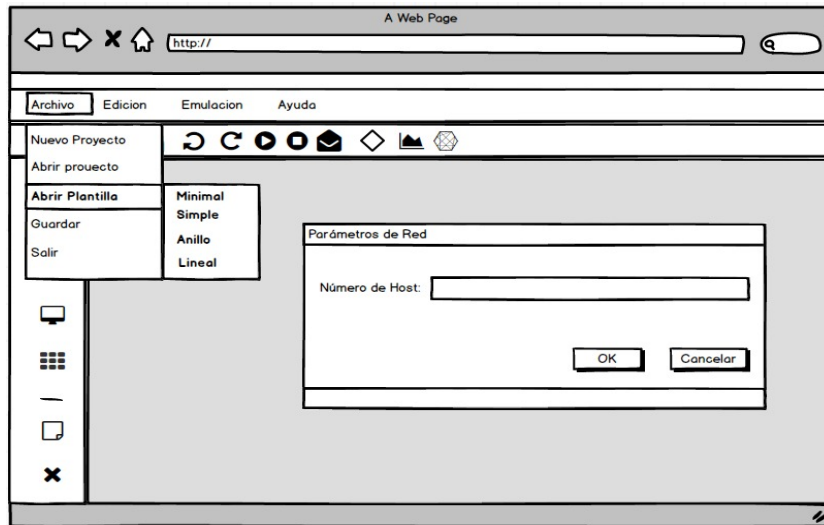 A Web Page
http://
Archivo Edicion Emulacion Ayuda
Nuevo Proyecto
Abrir prouecto
Abrir Plantilla
Guardar
Salir
Minimal
Simple
Anillo
Lineal
Parámetros de Red
Número de Host:
OK Cancelar